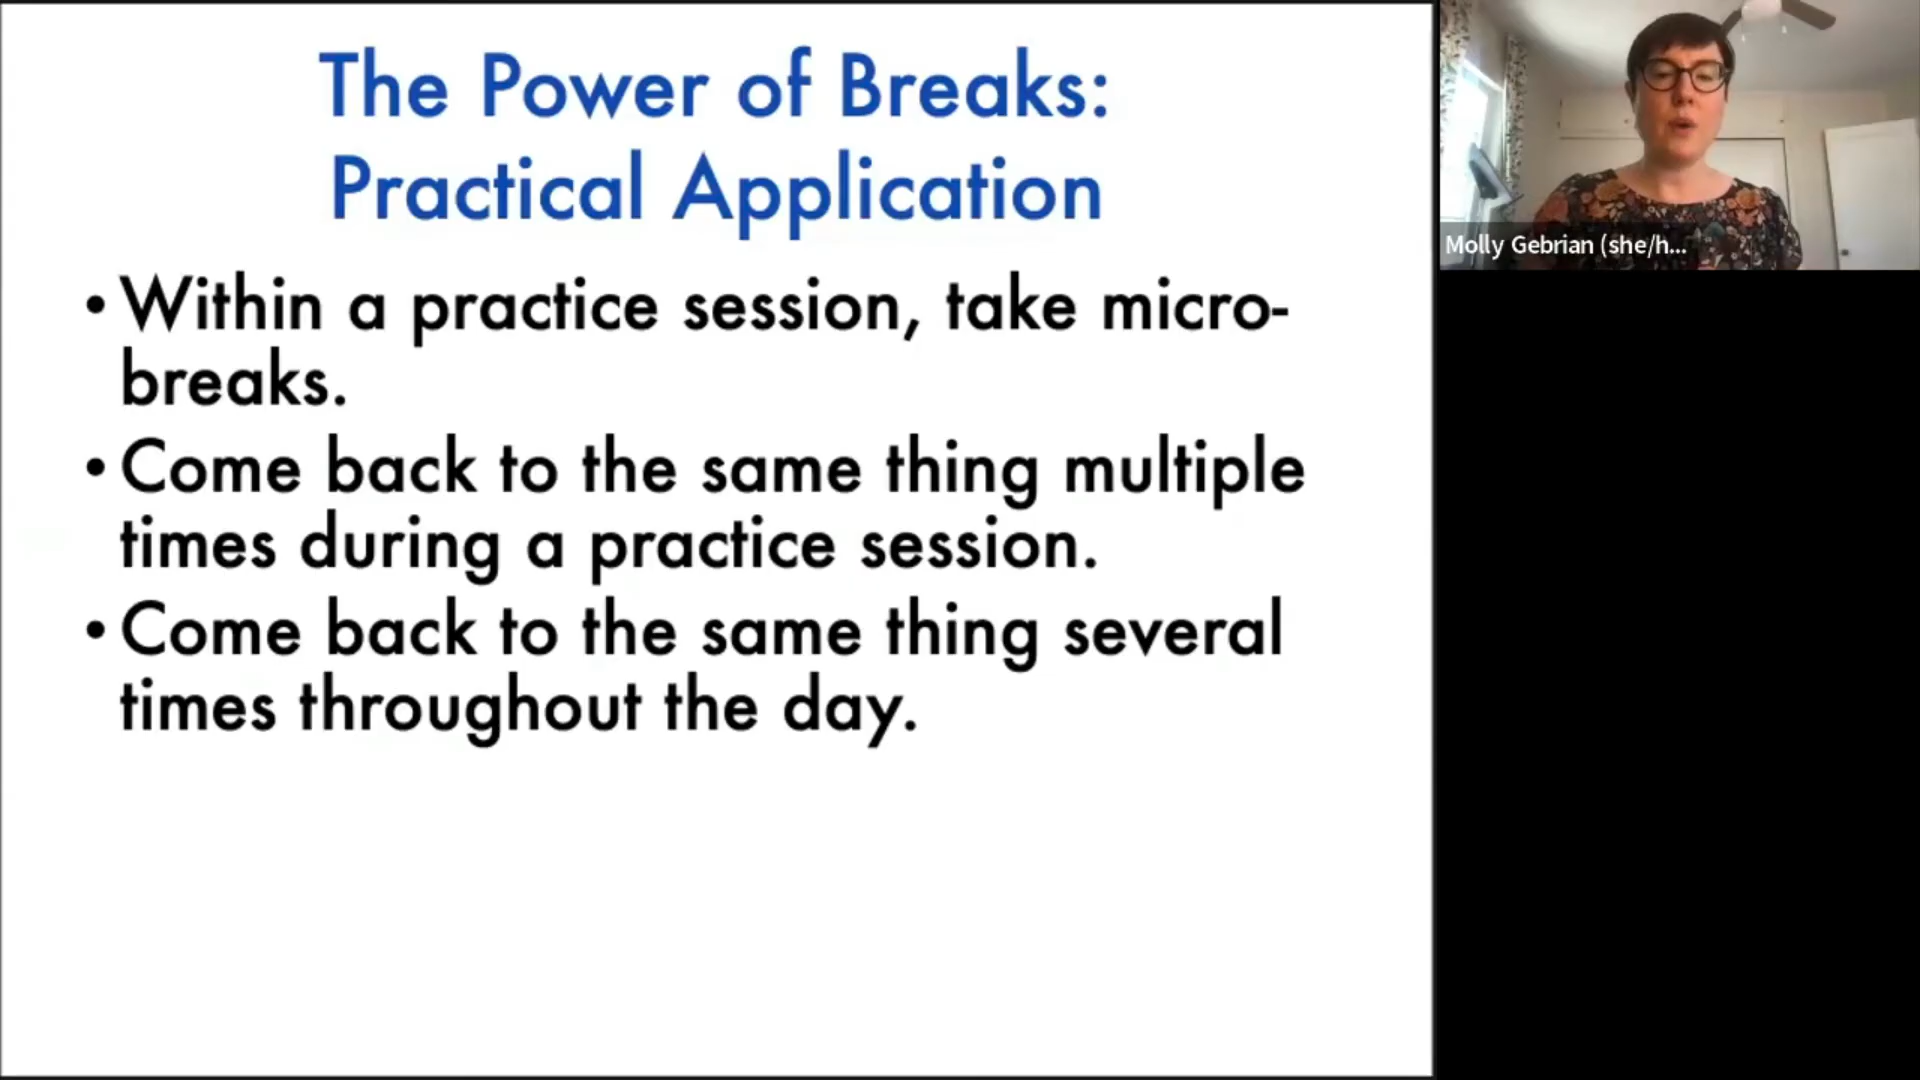 The Power of Breaks:
Practical Application
• Within a practice session, take micro-
breaks.
• Come back to the same thing multiple
times during a practice session.
• Come back to the same thing several
times throughout the day.
Molly Gebrian (she/h...